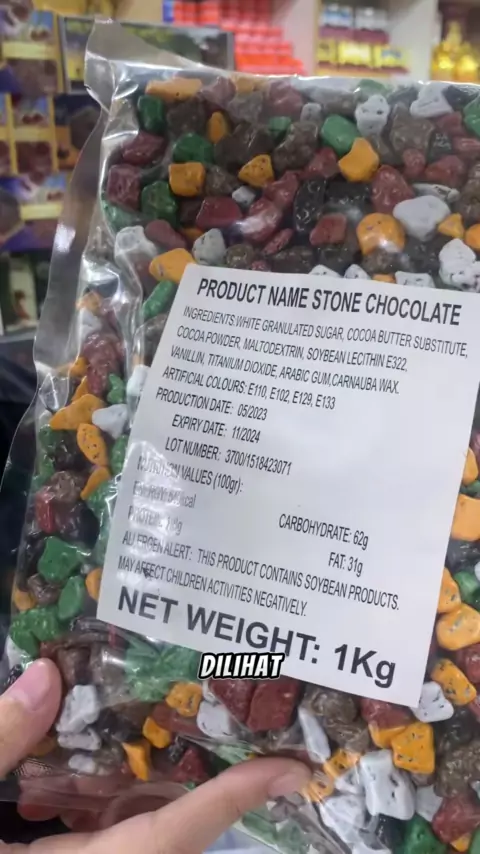 PRODUCT NAME STONE CHOCOLATE
INGREDIENTS:WHITE GRANULATED SUGAR, COCOA BUTTER SUBSTITUTE,
COCOA POWDER, MALTODEXTRIN, SOYBEAN LECITHIN E322,
VANILLIN, TITANIUM DIOXIDE, ARABIC GUM,CARNAUBA WAX.
ARTIFICIAL COLOURS: E110, E102, E129, E133
PRODUCTION DATE: 05/2023
EXPIRY DATE: 11/2024
LOT NUMBER: 3700/1518423071
NUTRITION VALUES (100gr):
CARBOHYDRATE: 62g
FAT: 31g
ALLERGEN ALERT: THIS PRODUCT CONTAINS SOYBEAN PRODUCTS.
MAY AFFECT CHILDREN ACTIVITIES NEGATIVELY.
NET WEIGHT: 1Kg
DILIHAT